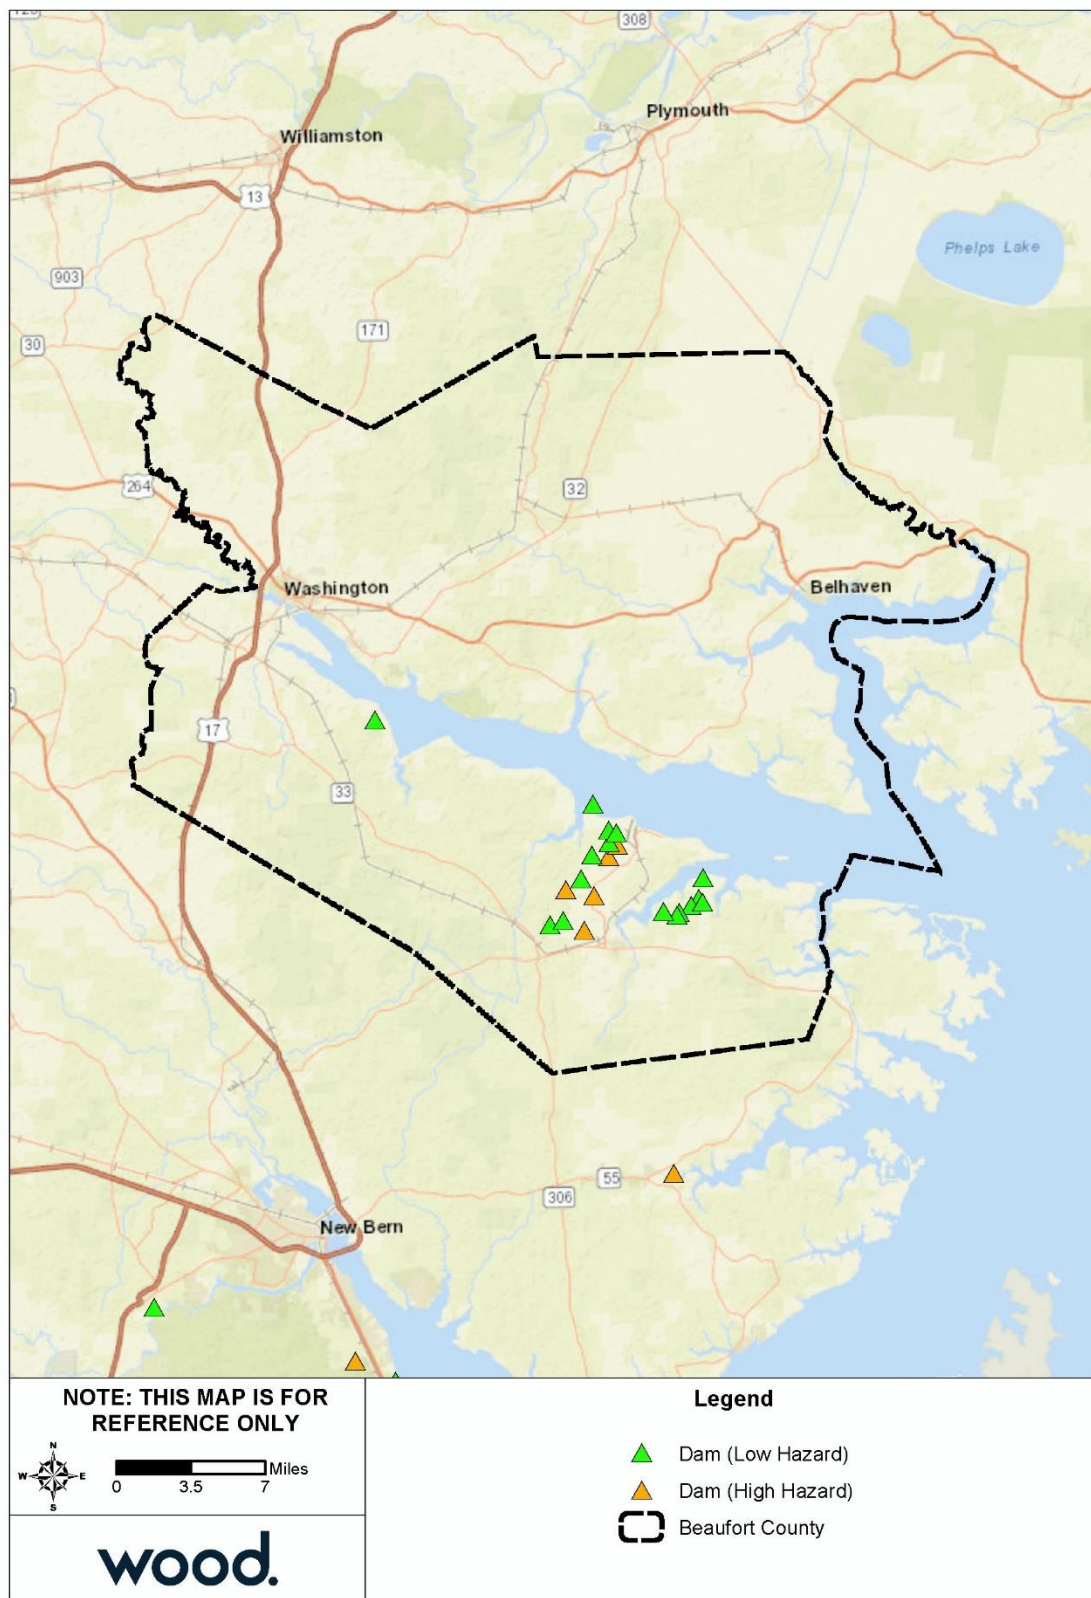 308
Plymouth
Williamston
13
Phelps Lake
903
171
30
264
32
Washington
Belhaven
17
33
55
306
New Bern
NOTE: THIS MAP IS FOR
REFERENCE ONLY
N
W E
S
Miles
0 3.5 7
wood.
Legend
Dam (Low Hazard)
Dam (High Hazard)
Beaufort County